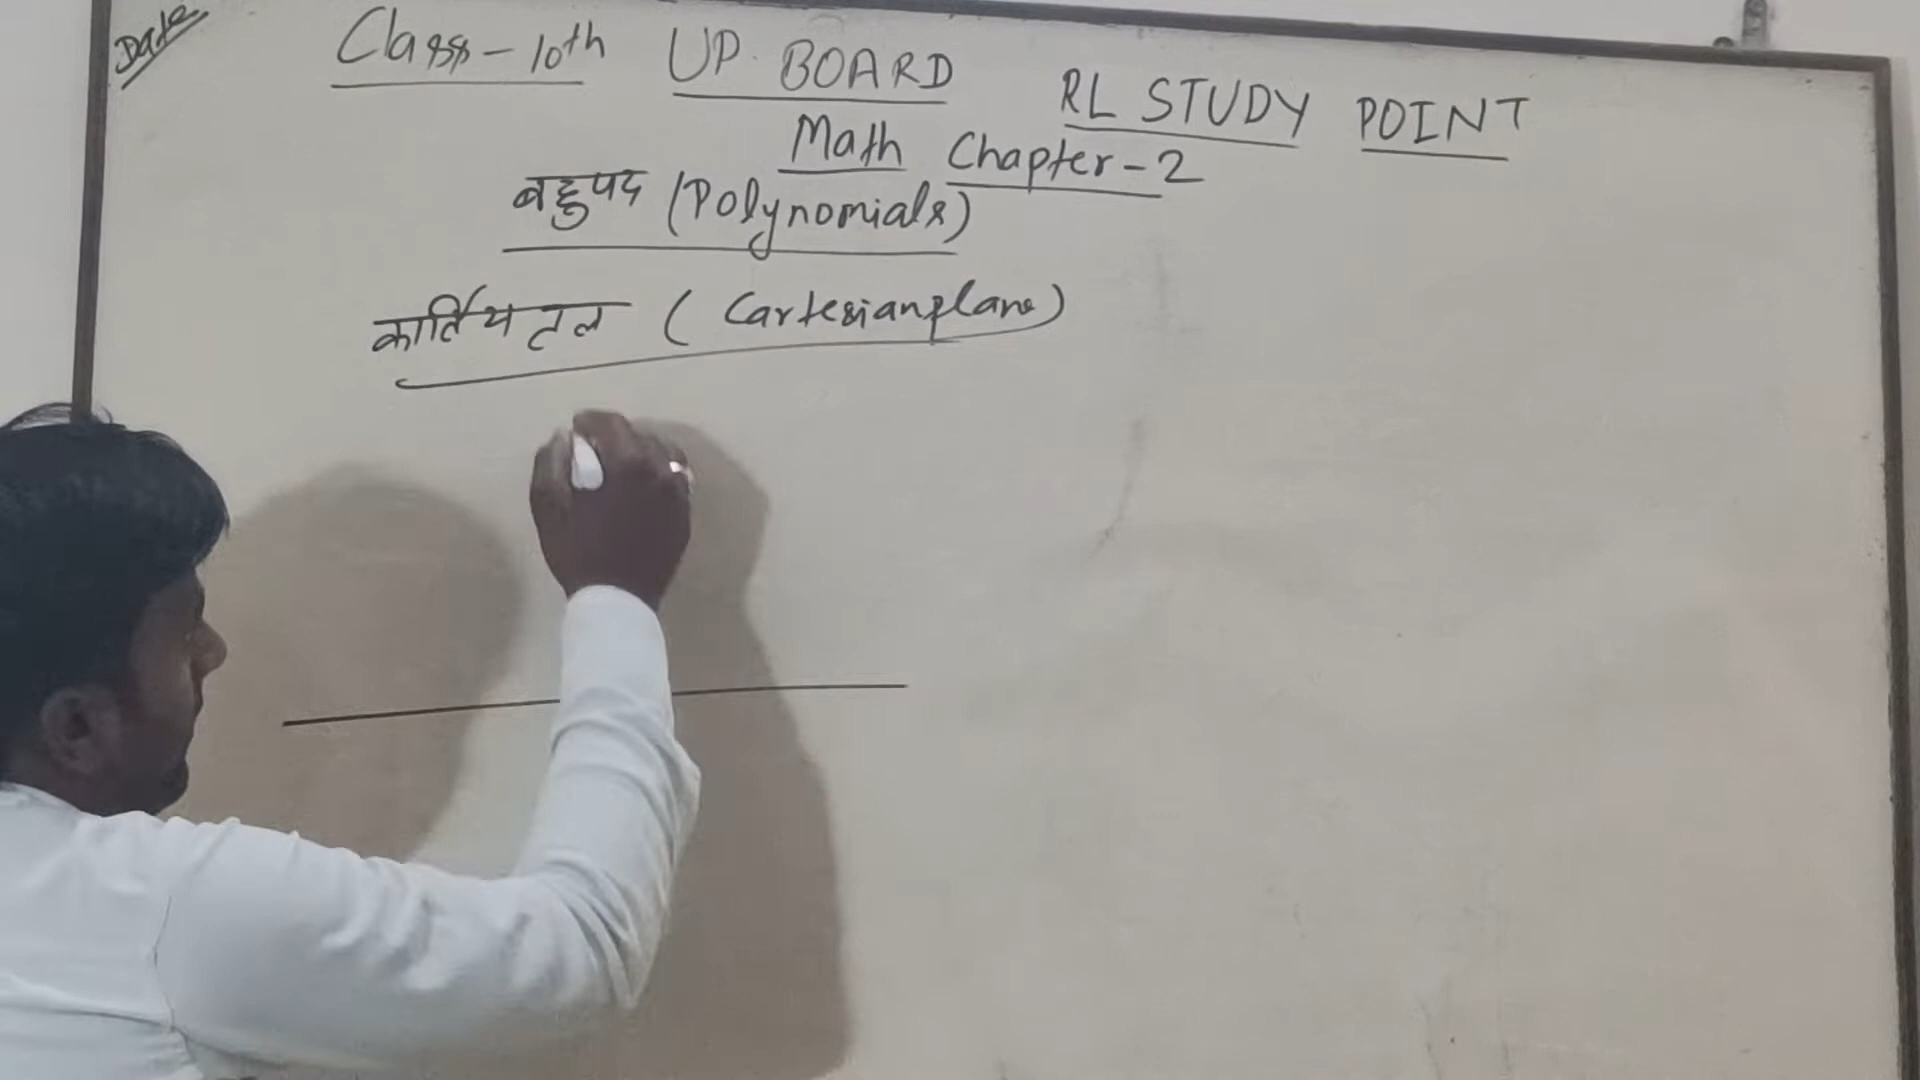 Date
Class-10th UP. BOARD RL STUDY POINT
Math Chapter-2
बहुपद (Polynomials)
कार्तिय तल ( Cartesianplane)